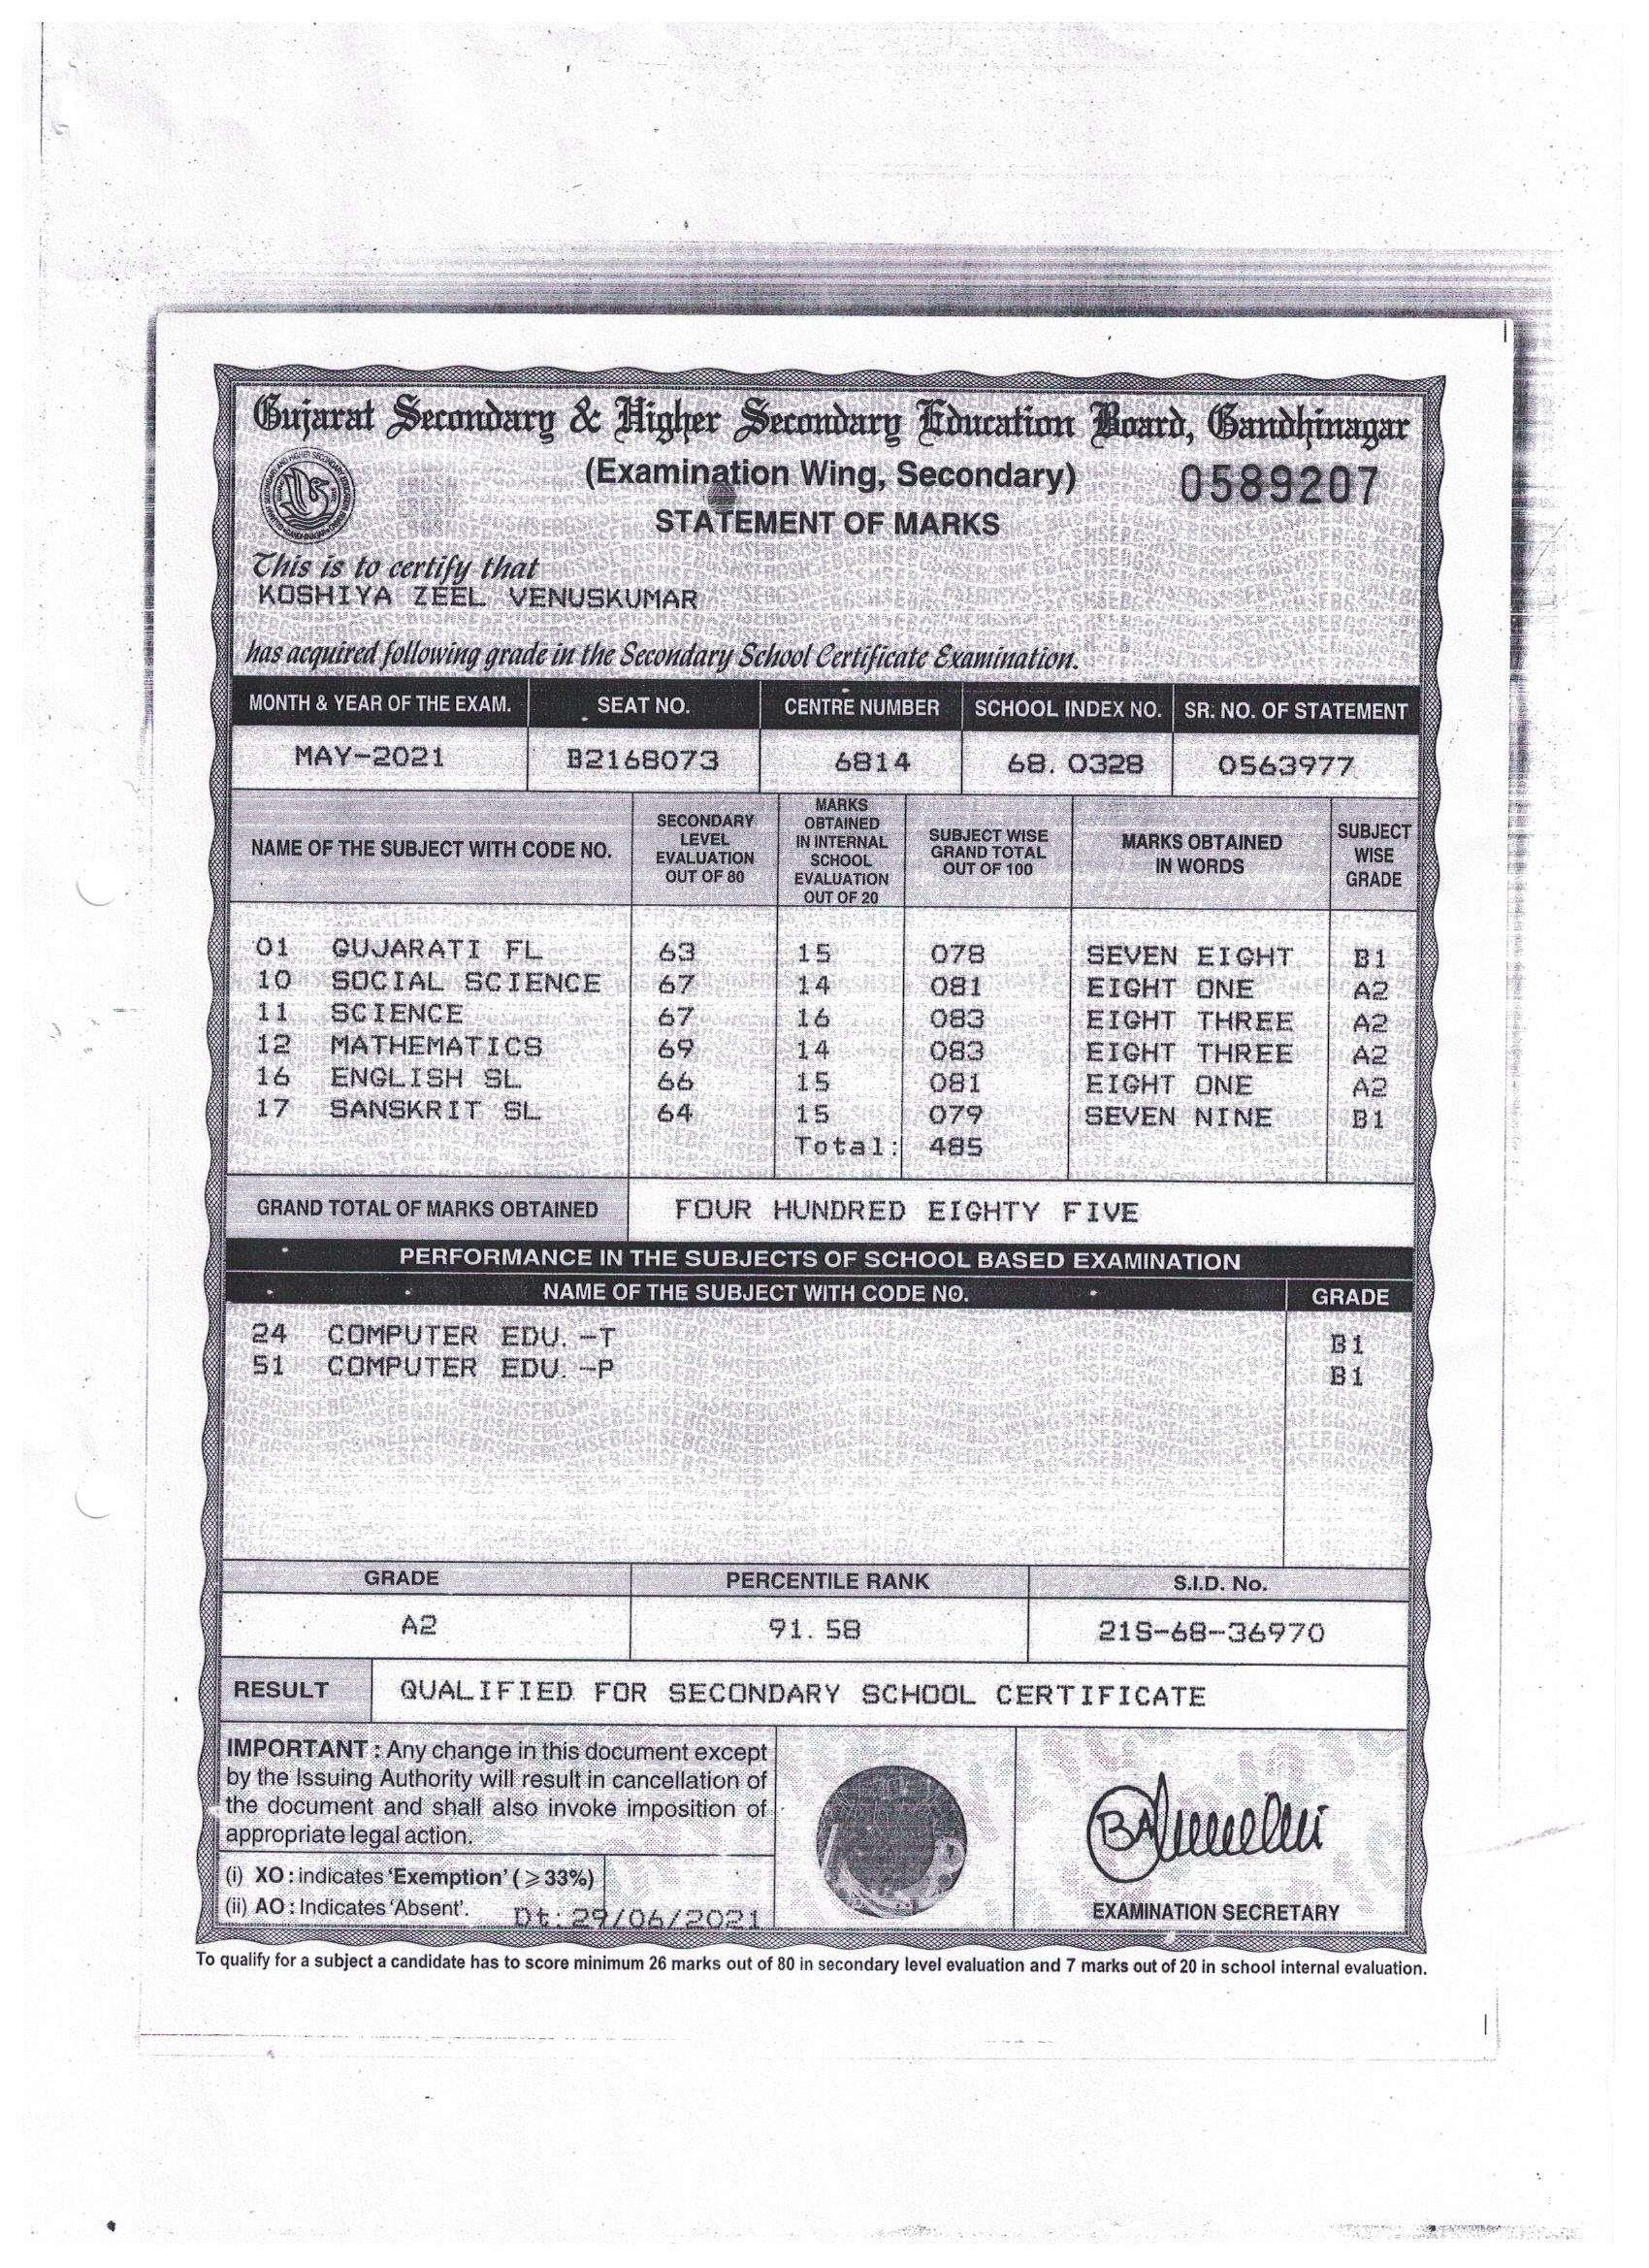 Gujarat Secondary & Higher Secondary Education Board, Gandhinagar
(Examination Wing, Secondary)
0589207
STATEMENT OF MARKS
This is to certify that
KOSHIYA ZEEL VENUSKUMAR
has acquired following grade in the Secondary School Certificate Examination.
MONTH & YEAR OF THE EXAM. SEAT NO. CENTRE NUMBER SCHOOL INDEX NO. SR. NO. OF STATEMENT
MAY-2021 B2168073 6814 68.0328 0563977
NAME OF THE SUBJECT WITH CODE NO. SECONDARY LEVEL EVALUATION OUT OF 80 MARKS OBTAINED IN INTERNAL SCHOOL EVALUATION OUT OF 20 SUBJECT WISE GRAND TOTAL OUT OF 100 MARKS OBTAINED IN WORDS SUBJECT WISE GRADE
01 GUJARATI FL 63 15 078 SEVEN EIGHT B1
10 SOCIAL SCIENCE 67 14 081 EIGHT ONE A2
11 SCIENCE 67 16 083 EIGHT THREE A2
12 MATHEMATICS 69 14 083 EIGHT THREE A2
16 ENGLISH SL 66 15 081 EIGHT ONE A2
17 SANSKRIT SL 64 15 079 SEVEN NINE B1
Total: 485
GRAND TOTAL OF MARKS OBTAINED FOUR HUNDRED EIGHTY FIVE
PERFORMANCE IN THE SUBJECTS OF SCHOOL BASED EXAMINATION
NAME OF THE SUBJECT WITH CODE NO. GRADE
24 COMPUTER EDU. -T B1
51 COMPUTER EDU. -P B1
GRADE PERCENTILE RANK S.I.D. No.
A2 91.58 21S-68-36970
RESULT QUALIFIED FOR SECONDARY SCHOOL CERTIFICATE
IMPORTANT : Any change in this document except
by the Issuing Authority will result in cancellation of
the document and shall also invoke imposition of
appropriate legal action.
(i) XO : indicates 'Exemption' (≥33%)
(ii) AO : Indicates 'Absent'.
Dt:29/06/2021
EXAMINATION SECRETARY
To qualify for a subject a candidate has to score minimum 26 marks out of 80 in secondary level evaluation and 7 marks out of 20 in school internal evaluation.